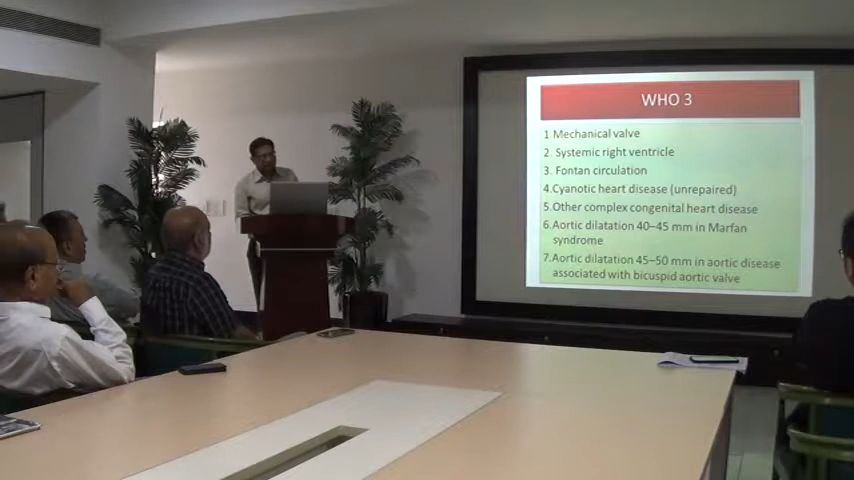 WHO 3
1 Mechanical valve
2. Systemic right ventricle
3. Fontan circulation
4.Cyanotic heart disease (unrepaired)
5.Other complex congenital heart disease
6.Aortic dilatation 40–45 mm in Marfan
syndrome
7.Aortic dilatation 45–50 mm in aortic disease
associated with bicuspid aortic valve